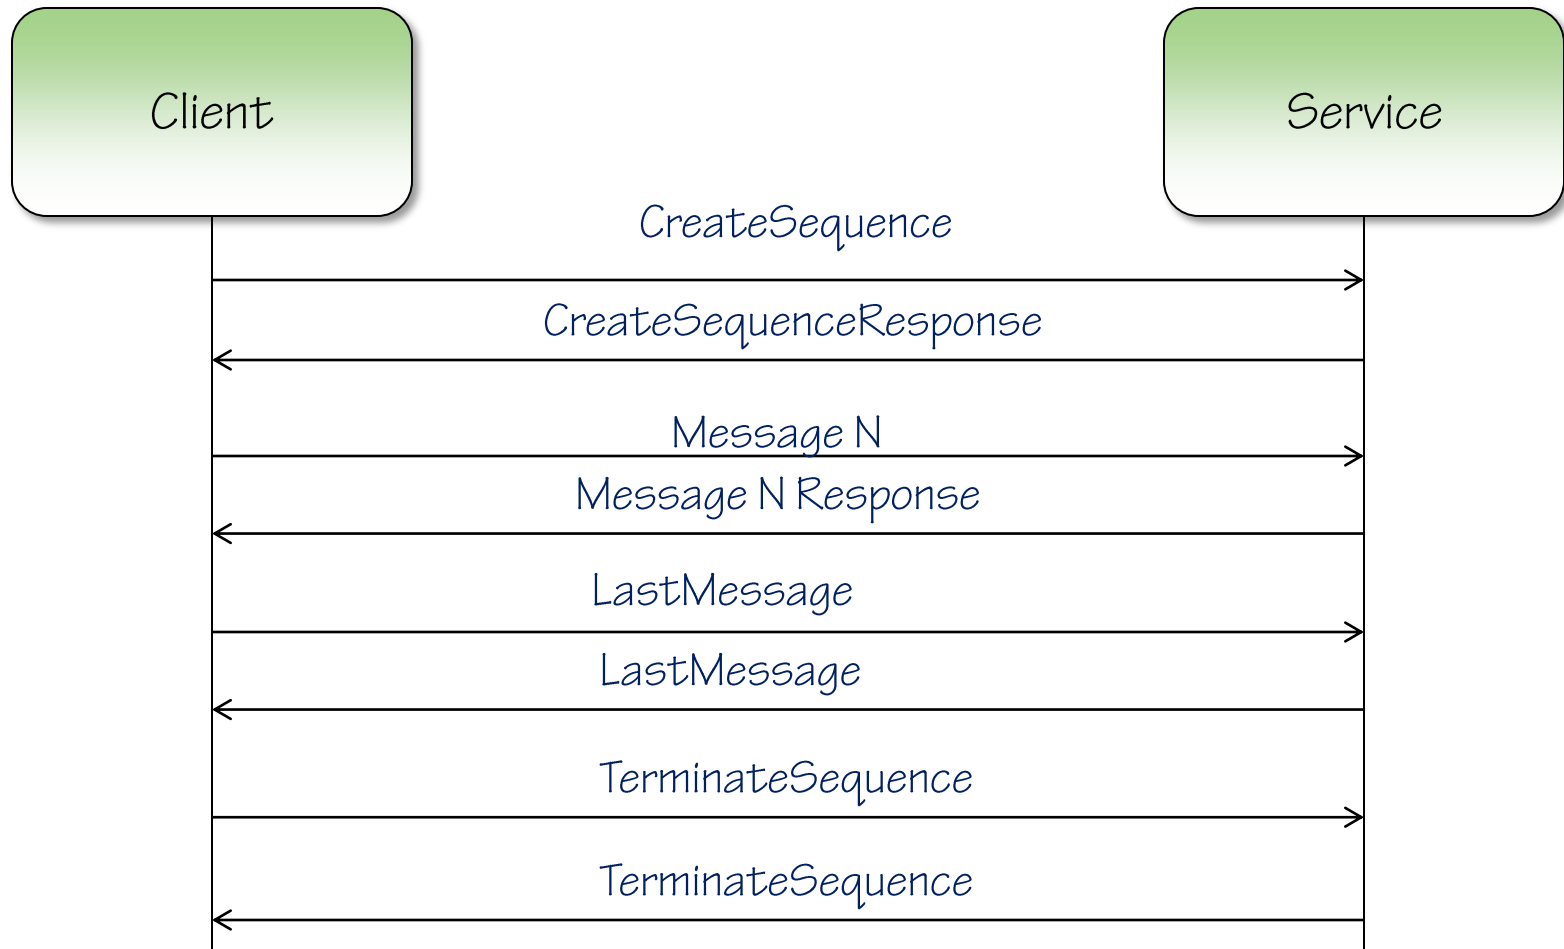 Client
Service
CreateSequence
CreateSequenceResponse
Message N
Message N Response
LastMessage
LastMessage
TerminateSequence
TerminateSequence